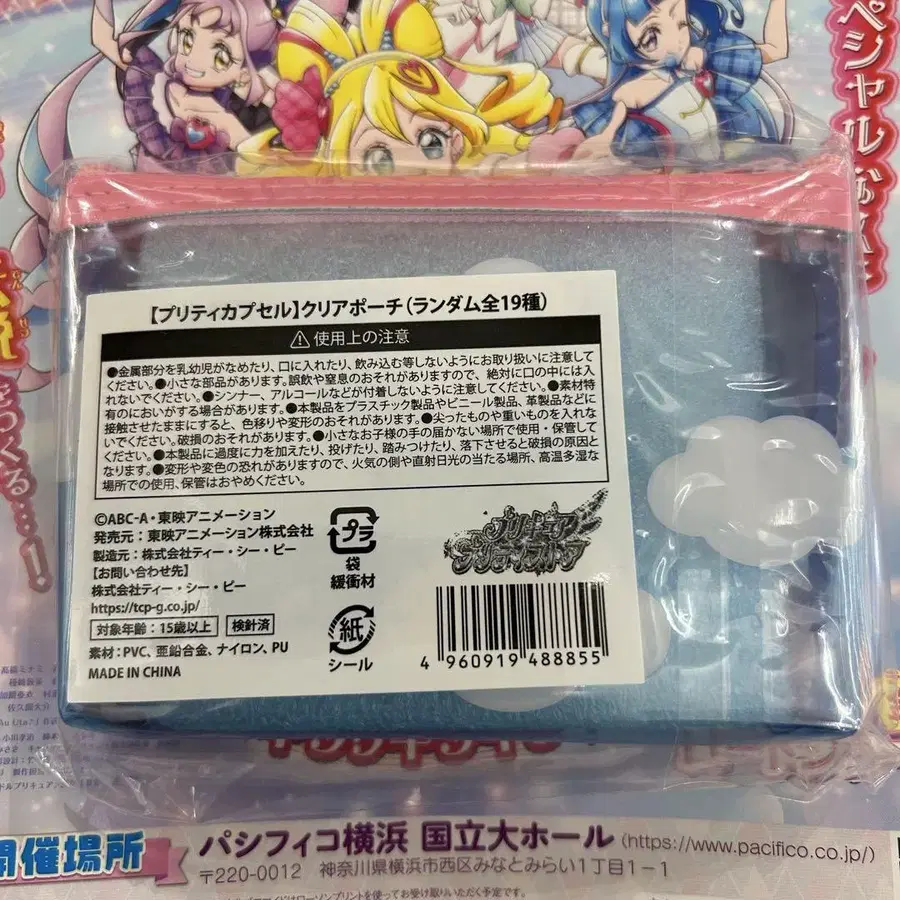 ペシャル
つくる…!
【プリティカプセル】クリアポーチ(ランダム全19種)
⚠使用上の注意
●金属部分を乳幼児がなめたり、口に入れたり、飲み込む等しないようにお取り扱いに注意して
ください。●小さな部品があります。誤飲や窒息のおそれがありますので、絶対に口の中には入
れないでください。●シンナー、アルコールなどが付着しないように注意してください。●素材特
有のにおいがする場合があります。●本製品をプラスチック製品やビニール製品、革製品などに
接触させたままにすると、色移りや変形のおそれがあります。●尖ったものや重いものを入れな
いでください。破損のおそれがあります。●小さなお子様の手の届かない場所で使用・保管して
ください。●本製品に過度に力を加えたり、投げたり、踏みつけたり、落下させると破損の原因と
なります。●変形や変色の恐れがありますので、火気の側や直射日光の当たる場所、高温多湿な
場所での使用、保管はおやめください。
©ABC-A・東映アニメーション
発売元:東映アニメーション株式会社
製造元:株式会社ティー・シー・ピー
【お問い合わせ先】
株式会社ティー・シー・ピー
https://tcp-g.co.jp/
対象年齢:15歳以上 検針済
素材:PVC、亜鉛合金、ナイロン、PU
MADE IN CHINA
プラ
袋
緩衝材
紙
シール
プリキュア
プリティストア
4 960919 488855
開催場所
パシフィコ横浜 国立大ホール (https://www.pacifico.co.jp/)
〒220-0012 神奈川県横浜市西区みなとみらい1丁目1-1